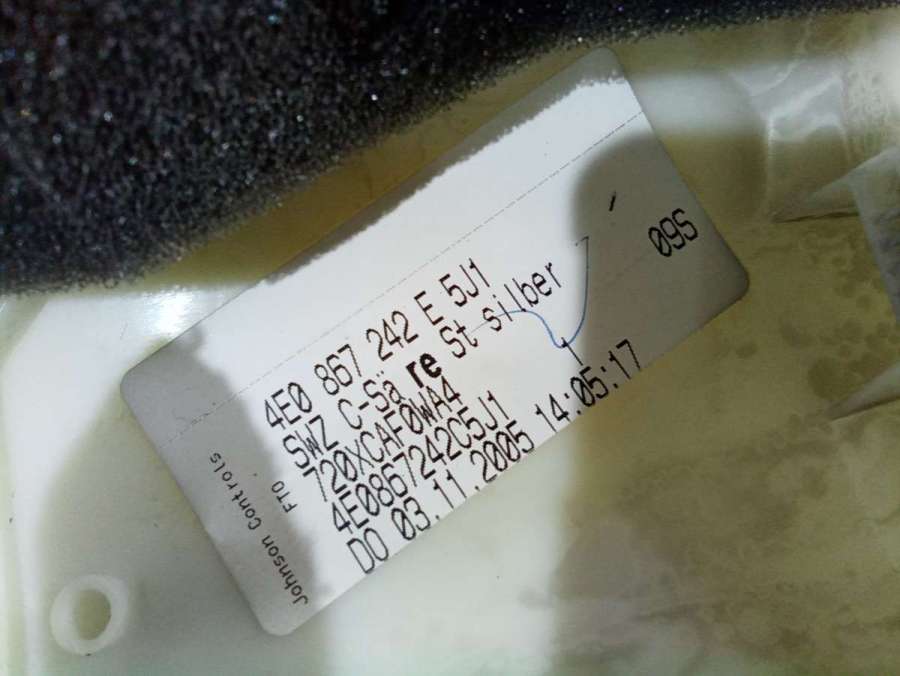 4E0 867 242 E 5J1
SWZ C-Sä re St silber
720XCAF0WA4 1
4E0867242C5J1
DO 03.11.2005 14:05:17
09S
Johnson Controls
FTO